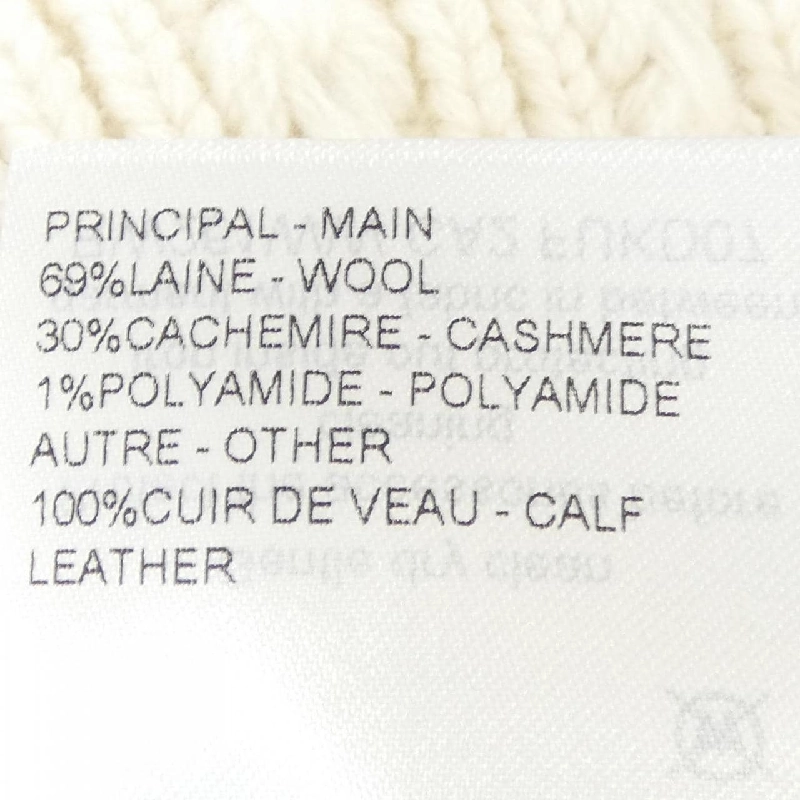 PRINCIPAL - MAIN
69%LAINE - WOOL
30%CACHEMIRE - CASHMERE
1%POLYAMIDE - POLYAMIDE
AUTRE - OTHER
100%CUIR DE VEAU - CALF
LEATHER